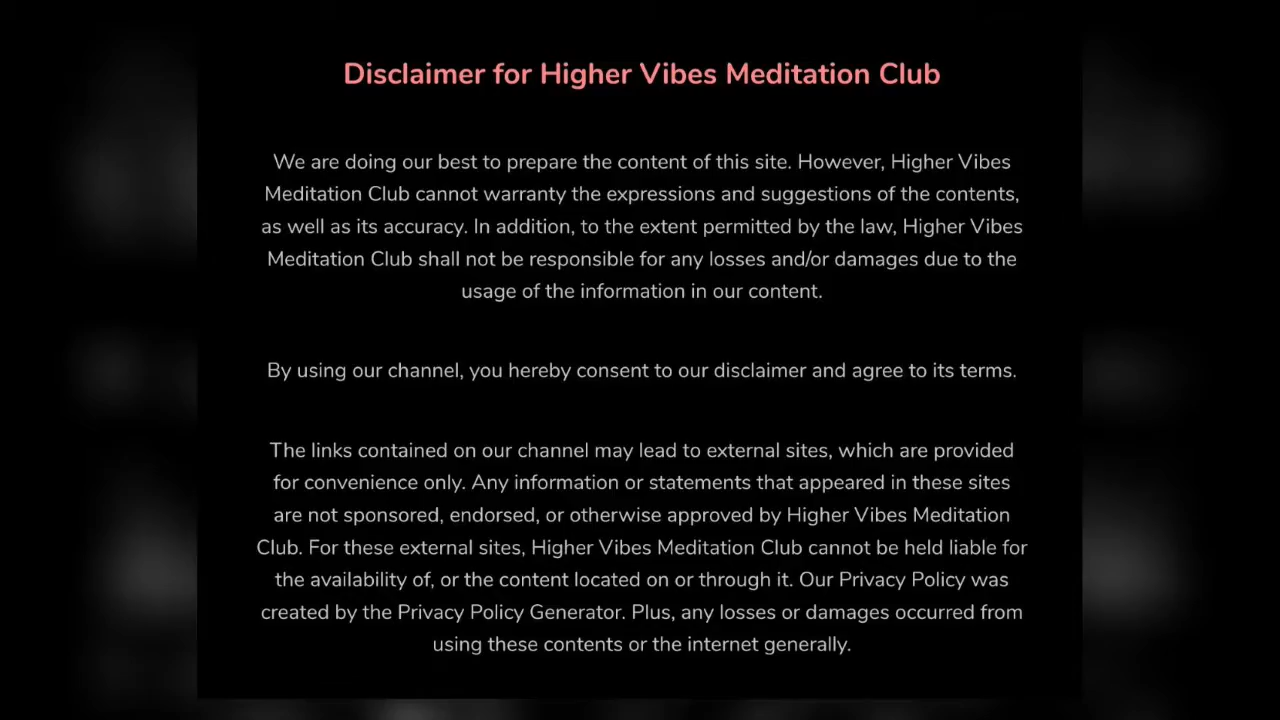 Disclaimer for Higher Vibes Meditation Club
We are doing our best to prepare the content of this site. However, Higher Vibes
Meditation Club cannot warranty the expressions and suggestions of the contents,
as well as its accuracy. In addition, to the extent permitted by the law, Higher Vibes
Meditation Club shall not be responsible for any losses and/or damages due to the
usage of the information in our content.
By using our channel, you hereby consent to our disclaimer and agree to its terms.
The links contained on our channel may lead to external sites, which are provided
for convenience only. Any information or statements that appeared in these sites
are not sponsored, endorsed, or otherwise approved by Higher Vibes Meditation
Club. For these external sites, Higher Vibes Meditation Club cannot be held liable for
the availability of, or the content located on or through it. Our Privacy Policy was
created by the Privacy Policy Generator. Plus, any losses or damages occurred from
using these contents or the internet generally.